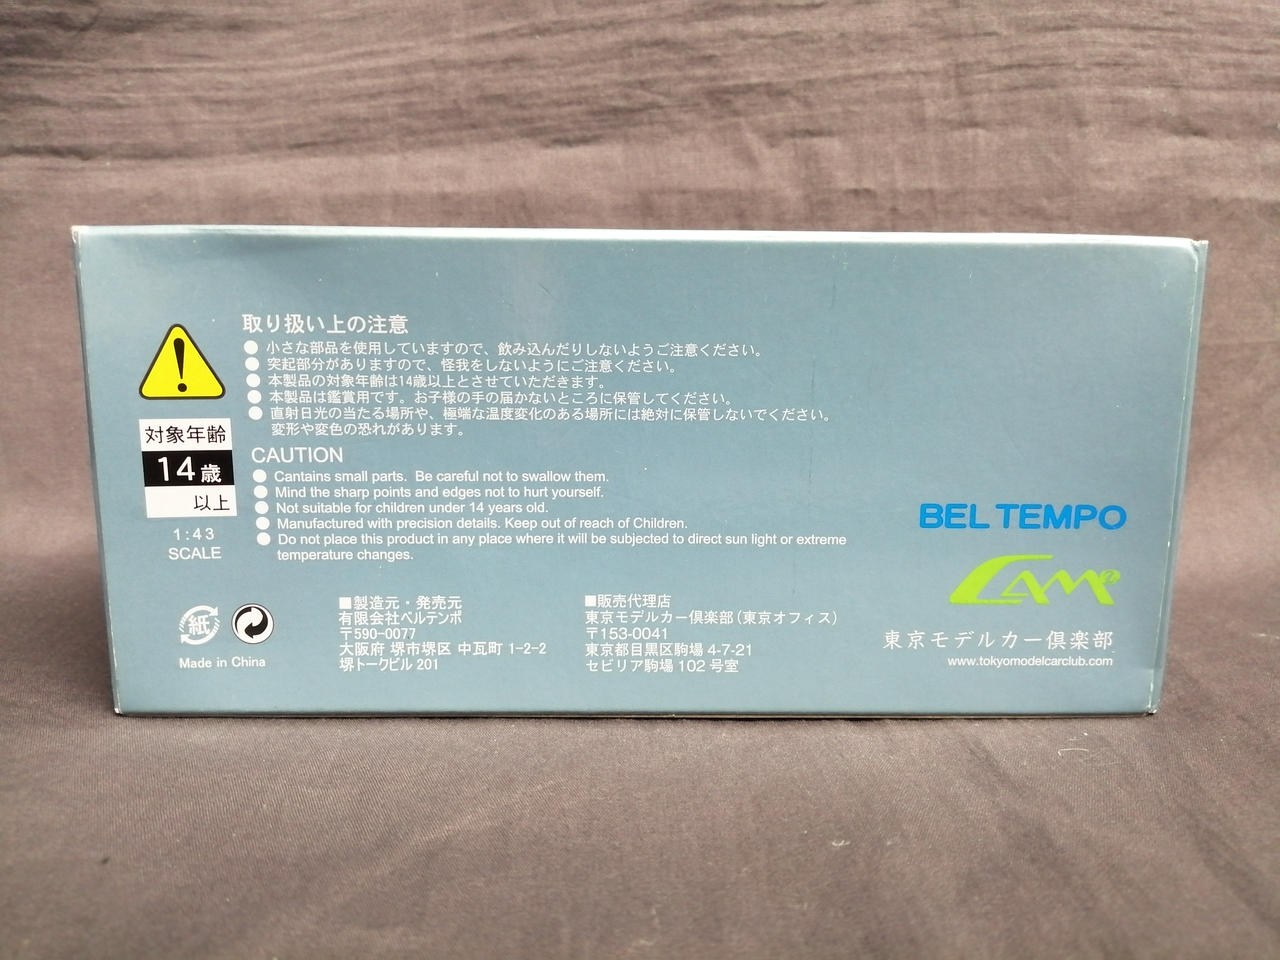 取り扱い上の注意
● 小さな部品を使用していますので、飲み込んだりしないようご注意ください。
● 突起部分がありますので、怪我をしないようにご注意ください。
● 本製品の対象年齢は14歳以上とさせていただきます。
● 本製品は鑑賞用です。お子様の手の届かないところに保管してください。
● 直射日光の当たる場所や、極端な温度変化のある場所には絶対に保管しないでください。
変形や変色の恐れがあります。
対象年齢
14歳
以上
1:43
SCALE
CAUTION
● Cantains small parts. Be careful not to swallow them.
● Mind the sharp points and edges not to hurt yourself.
● Not suitable for children under 14 years old.
● Manufactured with precision details. Keep out of reach of Children.
● Do not place this product in any place where it will be subjected to direct sun light or extreme
temperature changes.
紙
Made in China
■製造元・発売元
有限会社ベルテンポ
〒590-0077
大阪府 堺市堺区 中瓦町 1-2-2
堺トークビル 201
■販売代理店
東京モデルカー倶楽部（東京オフィス）
〒153-0041
東京都目黒区駒場 4-7-21
セビリア駒場 102 号室
BEL TEMPO
CAM2
東京モデルカー倶楽部
www.tokyomodelcarclub.com